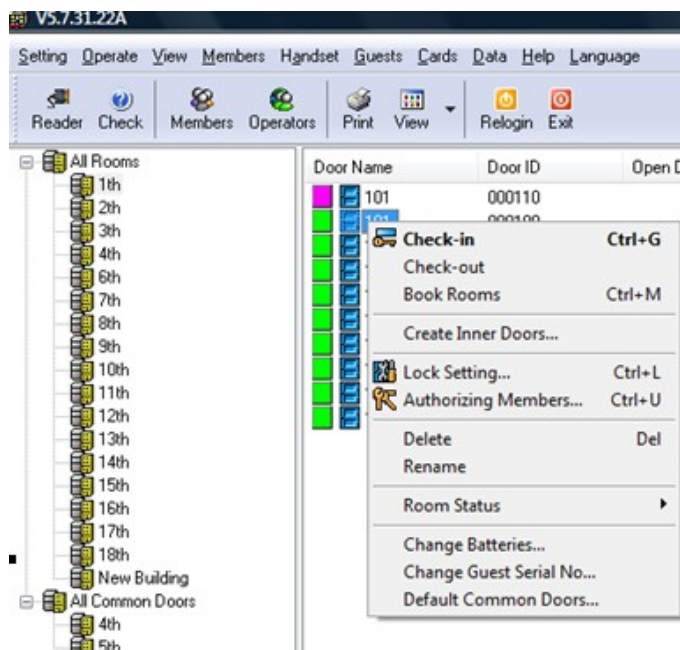 V5.7.31.22A
Setting Operate View Members Handset Guests Cards Data Help Language
Reader Check Members Operators Print View Relogin Exit
All Rooms
1th
2th
3th
4th
6th
7th
8th
9th
10th
11th
12th
13th
14th
15th
16th
17th
18th
New Building
All Common Doors
4th
5th
Door Name Door ID Open D
101 000110
101 000100
Check-in Ctrl+G
Check-out
Book Rooms Ctrl+M
Create Inner Doors...
Lock Setting... Ctrl+L
Authorizing Members... Ctrl+U
Delete Del
Rename
Room Status
Change Batteries...
Change Guest Serial No...
Default Common Doors...